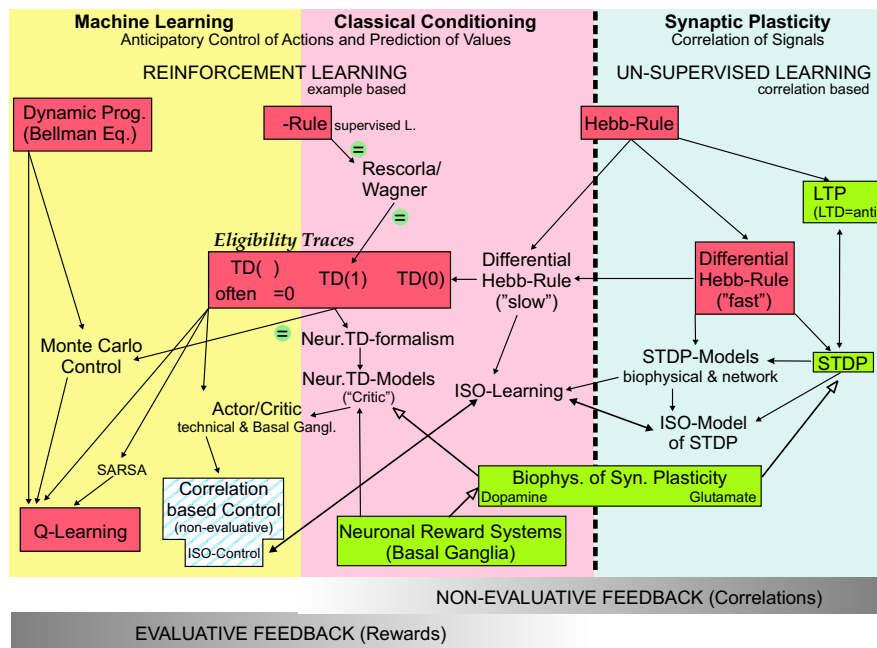 Machine Learning
Classical Conditioning
Synaptic Plasticity
Anticipatory Control of Actions and Prediction of Values
Correlation of Signals
REINFORCEMENT LEARNING
example based
UN-SUPERVISED LEARNING
correlation based
Dynamic Prog.
(Bellman Eq.)
-Rule
supervised L.
Hebb-Rule
=
Rescorla/
Wagner
LTP
(LTD=anti
=
Eligibility Traces
TD( )
often =0
TD(1)
TD(0)
Differential
Hebb-Rule
("slow")
Differential
Hebb-Rule
("fast")
=
Monte Carlo
Control
Neur.TD-formalism
STDP-Models
biophysical & network
STDP
Neur.TD-Models
("Critic")
ISO-Learning
Actor/Critic
technical & Basal Gangl.
ISO-Model
of STDP
SARSA
Correlation
based Control
(non-evaluative)
ISO-Control
Biophys. of Syn. Plasticity
Dopamine
Glutamate
Q-Learning
Neuronal Reward Systems
(Basal Ganglia)
NON-EVALUATIVE FEEDBACK (Correlations)
EVALUATIVE FEEDBACK (Rewards)